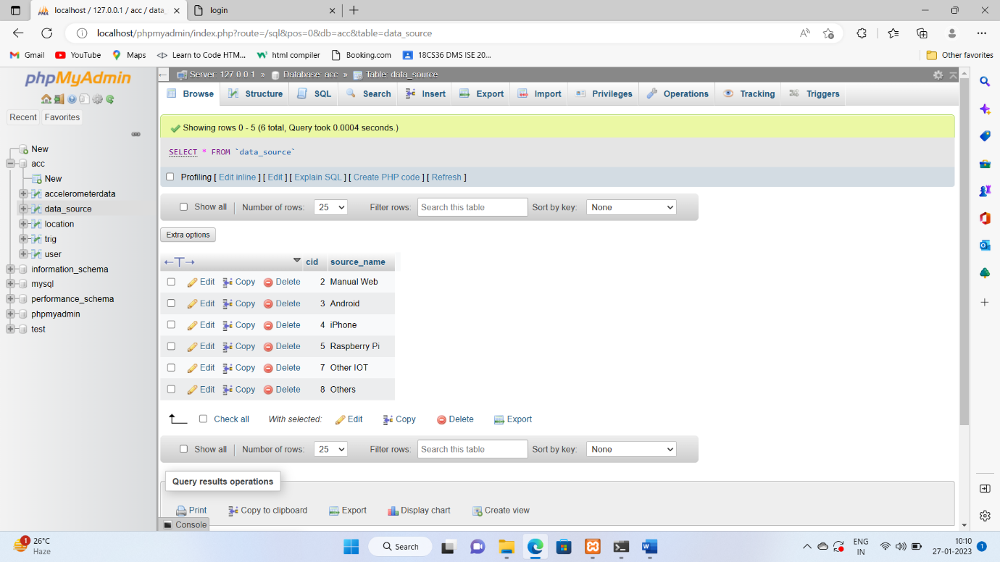 localhost / 127.0.0.1 / acc / data_
login
localhost/phpmyadmin/index.php?route=/sql&pos=0&db=acc&table=data_source
Gmail YouTube Maps Learn to Code HTM... html compiler Booking.com 18CS36 DMS ISE 20... Other favorites
phpMyAdmin
Recent Favorites
New
acc
New
accelerometerdata
data_source
location
trig
user
information_schema
mysql
performance_schema
phpmyadmin
test
Server: 127.0.0.1 » Database: acc » Table: data_source
Browse Structure SQL Search Insert Export Import Privileges Operations Tracking Triggers
Showing rows 0 - 5 (6 total, Query took 0.0004 seconds.)
SELECT * FROM `data_source`
Profiling [ Edit inline ] [ Edit ] [ Explain SQL ] [ Create PHP code ] [ Refresh ]
Show all Number of rows: 25 Filter rows: Search this table Sort by key: None
Extra options
←T→ cid source_name
Edit Copy Delete 2 Manual Web
Edit Copy Delete 3 Android
Edit Copy Delete 4 iPhone
Edit Copy Delete 5 Raspberry Pi
Edit Copy Delete 7 Other IOT
Edit Copy Delete 8 Others
Check all With selected: Edit Copy Delete Export
Show all Number of rows: 25 Filter rows: Search this table Sort by key: None
Query results operations
Print Copy to clipboard Export Display chart Create view
Console
1
26°C
Haze
Search
ENG
IN
10:10
27-01-2023
1